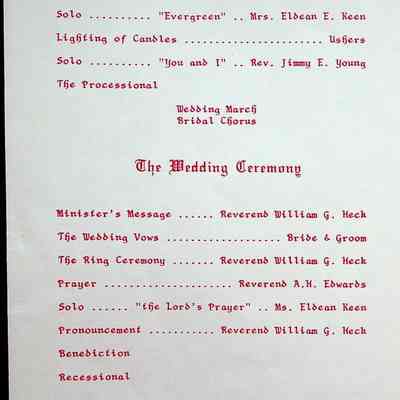 Solo .......... "Evergreen" .. Mrs. Eldean E. Keen
Lighting of Candles ....................... Ushers
Solo .......... "You and I" .. Rev. Jimmy E. Young
The Processional
Wedding March
Bridal Chorus
The Wedding Ceremony
Minister's Message ...... Reverend William G. Heck
The Wedding Vows ................... Bride & Groom
The Ring Ceremony ....... Reverend William G. Heck
Prayer ..................... Reverend A.H. Edwards
Solo ...... "the Lord's Prayer" .. Ms. Eldean Keen
Pronouncement ........... Reverend William G. Heck
Benediction
Recessional